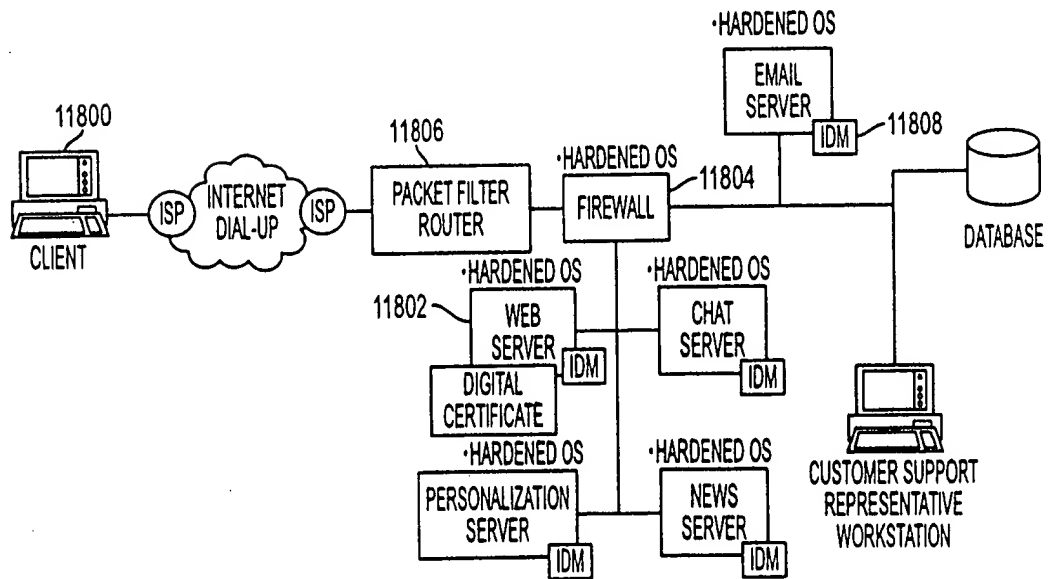 •HARDENED OS
EMAIL
SERVER
IDM
11808
11800
11806
•HARDENED OS
11804
ISP
INTERNET
DIAL-UP
ISP
PACKET FILTER
ROUTER
FIREWALL
CLIENT
DATABASE
•HARDENED OS
•HARDENED OS
11802
WEB
SERVER
IDM
CHAT
SERVER
IDM
DIGITAL
CERTIFICATE
•HARDENED OS
•HARDENED OS
PERSONALIZATION
SERVER
IDM
NEWS
SERVER
IDM
CUSTOMER SUPPORT
REPRESENTATIVE
WORKSTATION